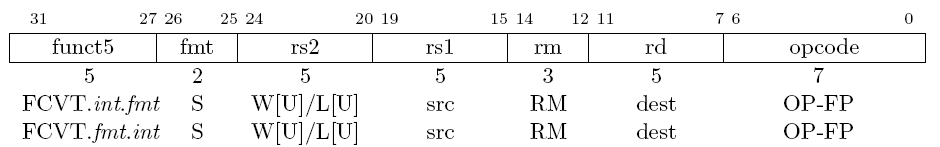 31 27 26 25 24 20 19 15 14 12 11 7 6 0
funct5 fmt rs2 rs1 rm rd opcode
5 2 5 5 3 5 7
FCVT.int.fmt S W[U]/L[U] src RM dest OP-FP
FCVT.fmt.int S W[U]/L[U] src RM dest OP-FP